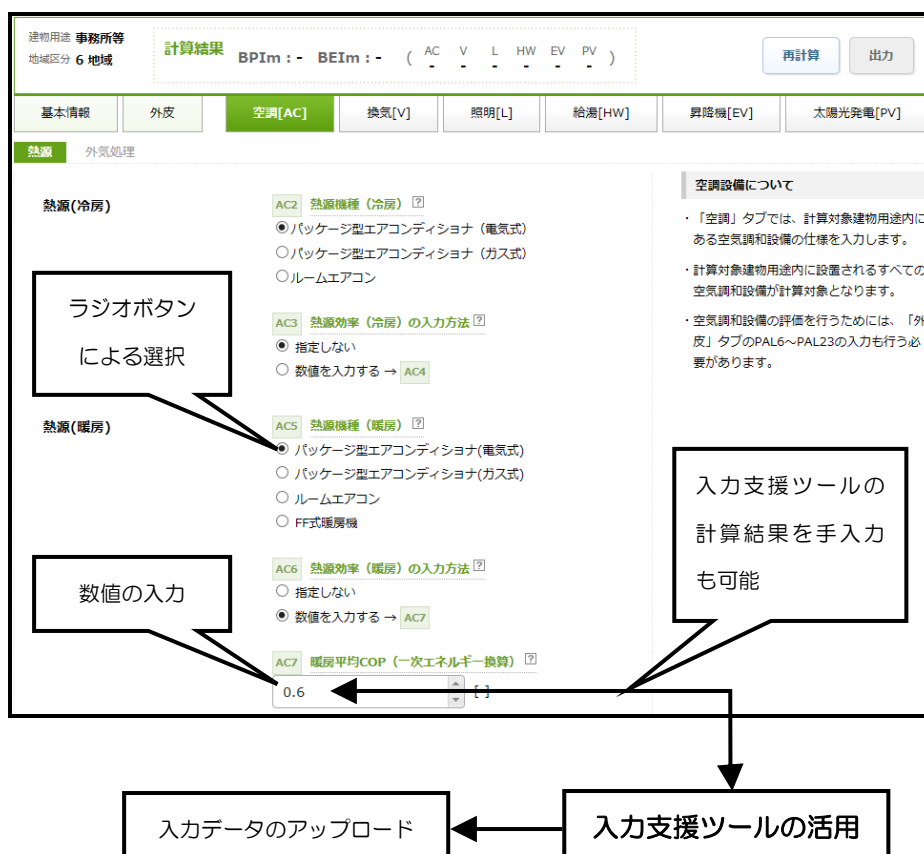 建物用途 事務所等
地域区分 6 地域
計算結果 BPIm : - BEIm : - ( AC - V - L - HW - EV - PV - )
再計算 出力
基本情報 外皮 空調[AC] 換気[V] 照明[L] 給湯[HW] 昇降機[EV] 太陽光発電[PV]
熱源 外気処理
熱源(冷房)
AC2 熱源機種（冷房） ?
パッケージ型エアコンディショナ（電気式）
パッケージ型エアコンディショナ（ガス式）
ルームエアコン
AC3 熱源効率（冷房）の入力方法 ?
指定しない
数値を入力する → AC4
熱源(暖房)
AC5 熱源機種（暖房） ?
パッケージ型エアコンディショナ(電気式)
パッケージ型エアコンディショナ(ガス式)
ルームエアコン
FF式暖房機
AC6 熱源効率（暖房）の入力方法 ?
指定しない
数値を入力する → AC7
AC7 暖房平均COP（一次エネルギー換算） ?
0.6 [-]
空調設備について
・「空調」タブでは、計算対象建物用途内に
ある空気調和設備の仕様を入力します。
・計算対象建物用途内に設置されるすべての
空気調和設備が計算対象となります。
・空気調和設備の評価を行うためには、「外
皮」タブのPAL6～PAL23の入力も行う必
要があります。
ラジオボタン
による選択
数値の入力
入力支援ツールの
計算結果を手入力
も可能
入力データのアップロード
入力支援ツールの活用